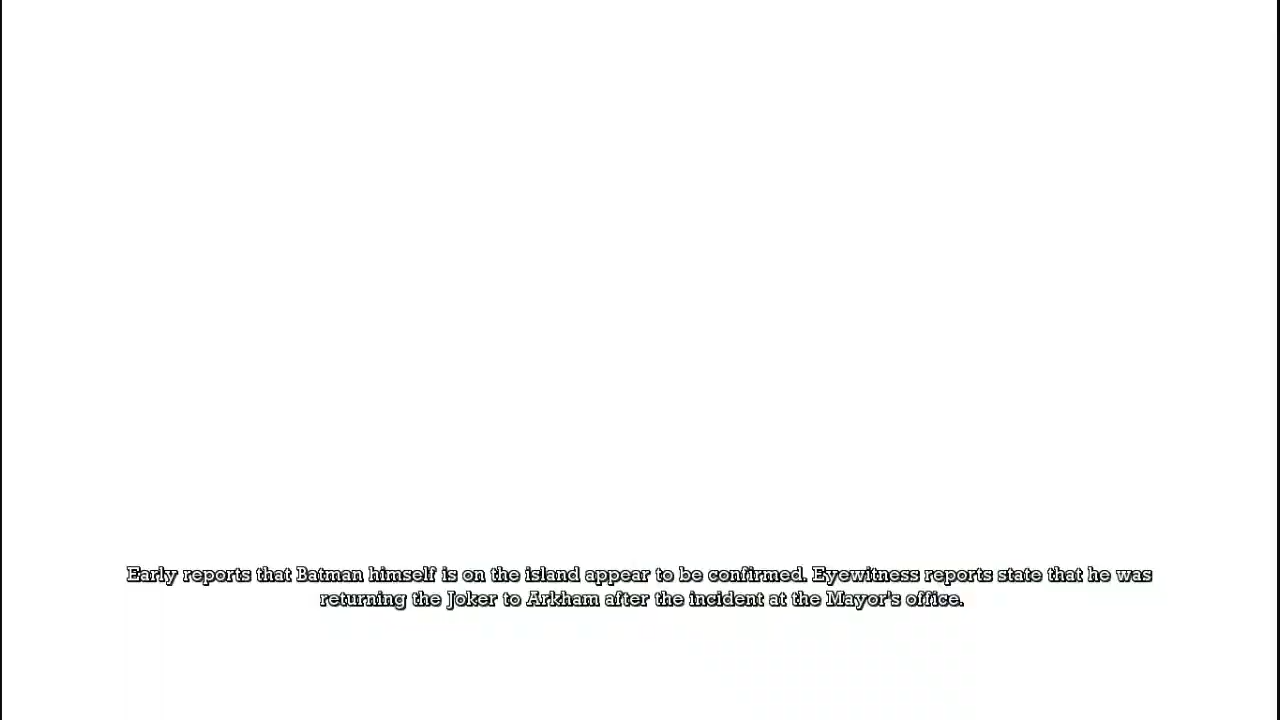 Early reports that Batman himself is on the island appear to be confirmed. Eyewitness reports state that he was
returning the Joker to Arkham after the incident at the Mayor's office.